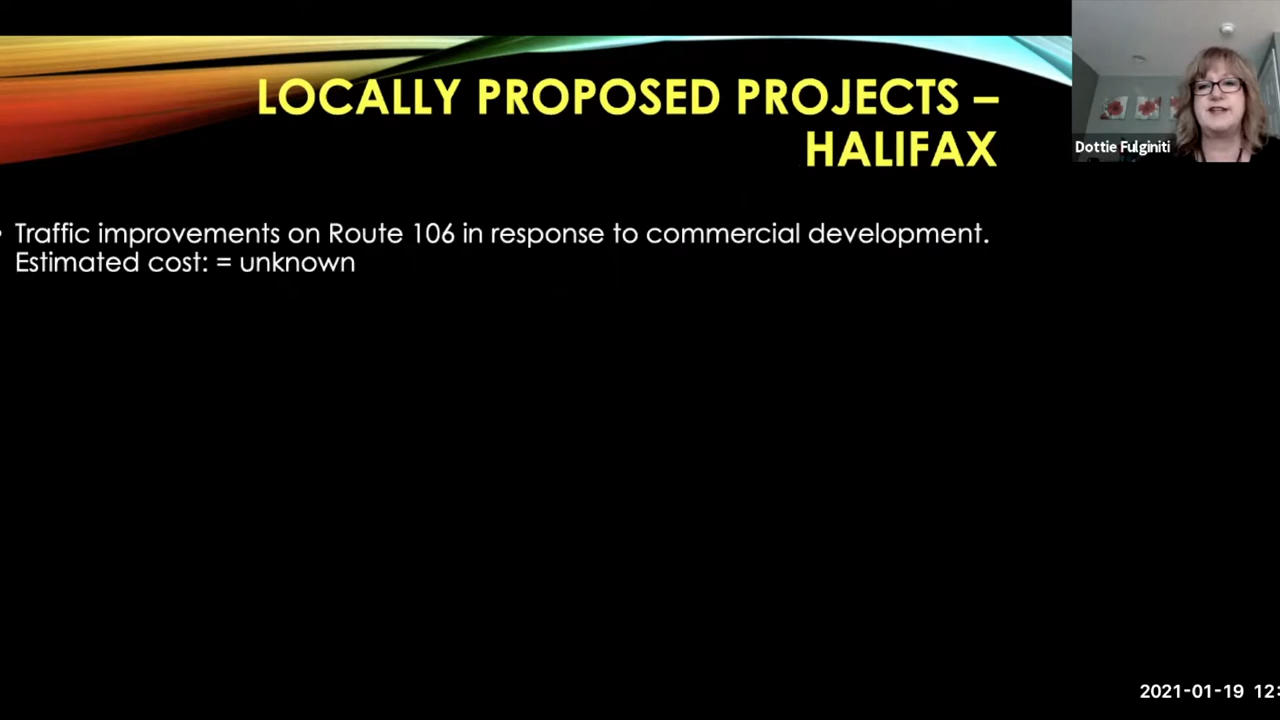 LOCALLY PROPOSED PROJECTS –
HALIFAX
Dottie Fulginiti
• Traffic improvements on Route 106 in response to commercial development.
Estimated cost: = unknown
2021-01-19 12: